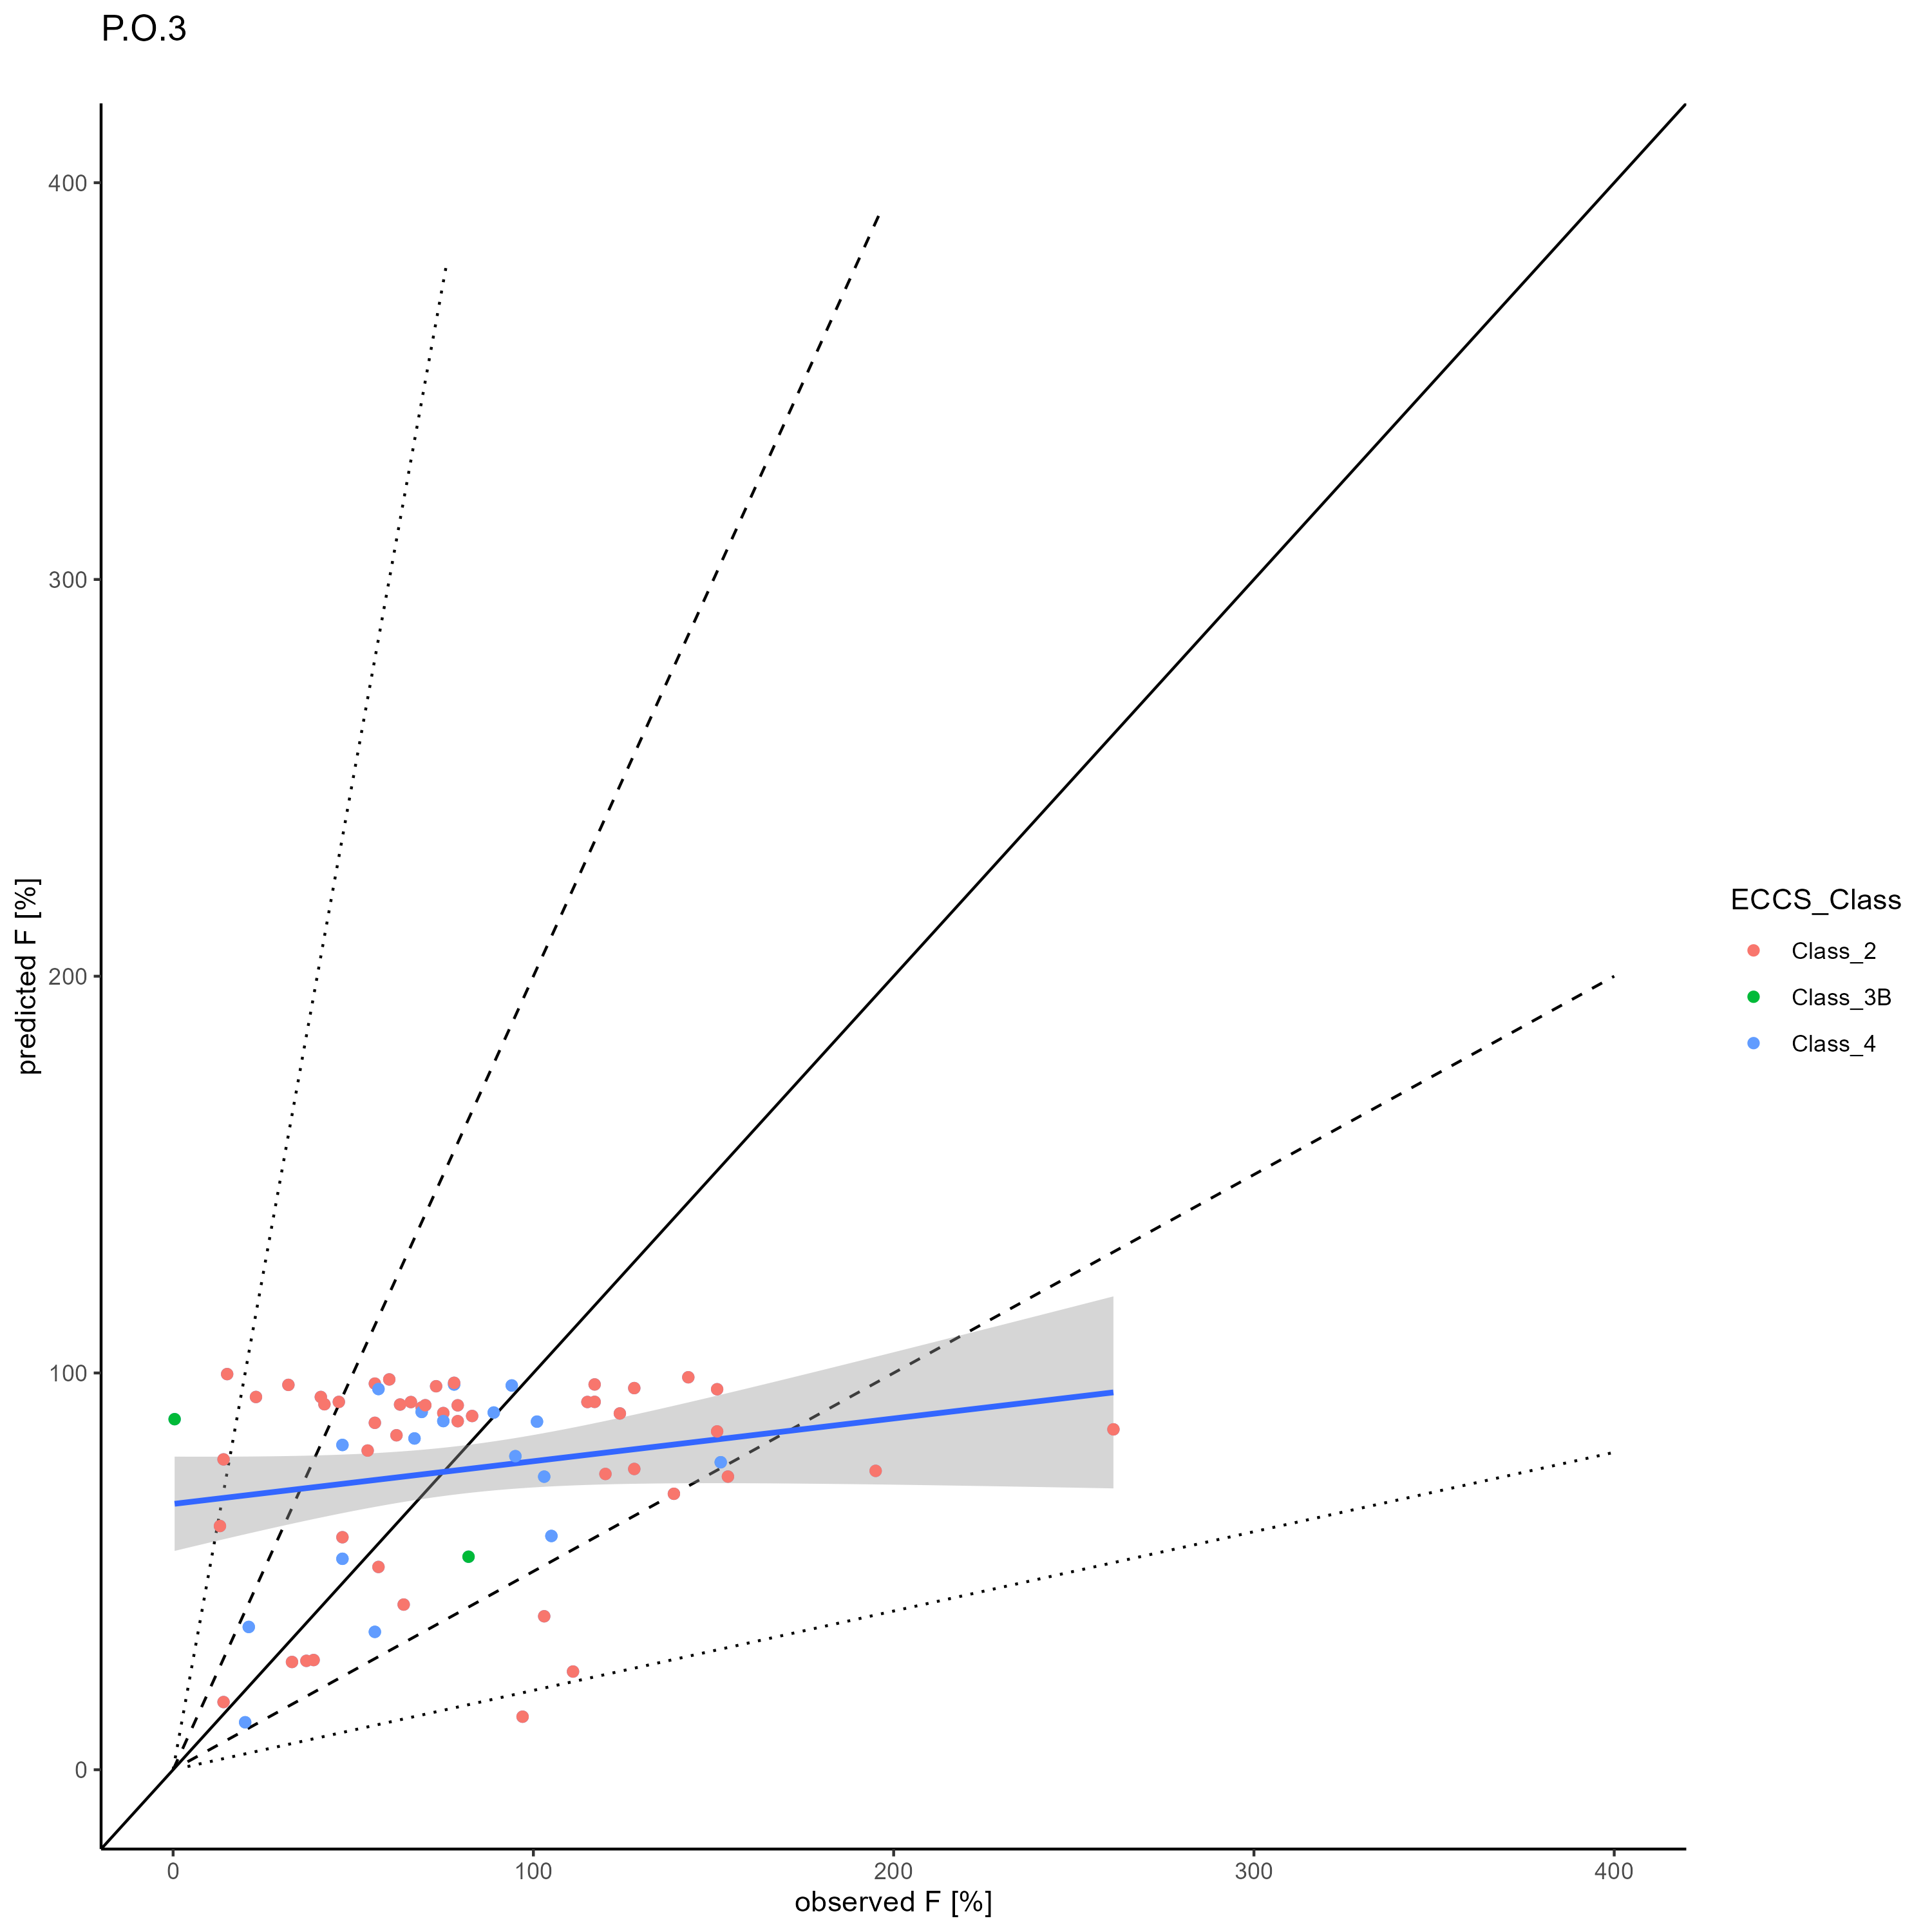 P.O.3
400
300
200
100
0
predicted F [%]
0 100 200 300 400
observed F [%]
ECCS_Class
Class_2
Class_3B
Class_4